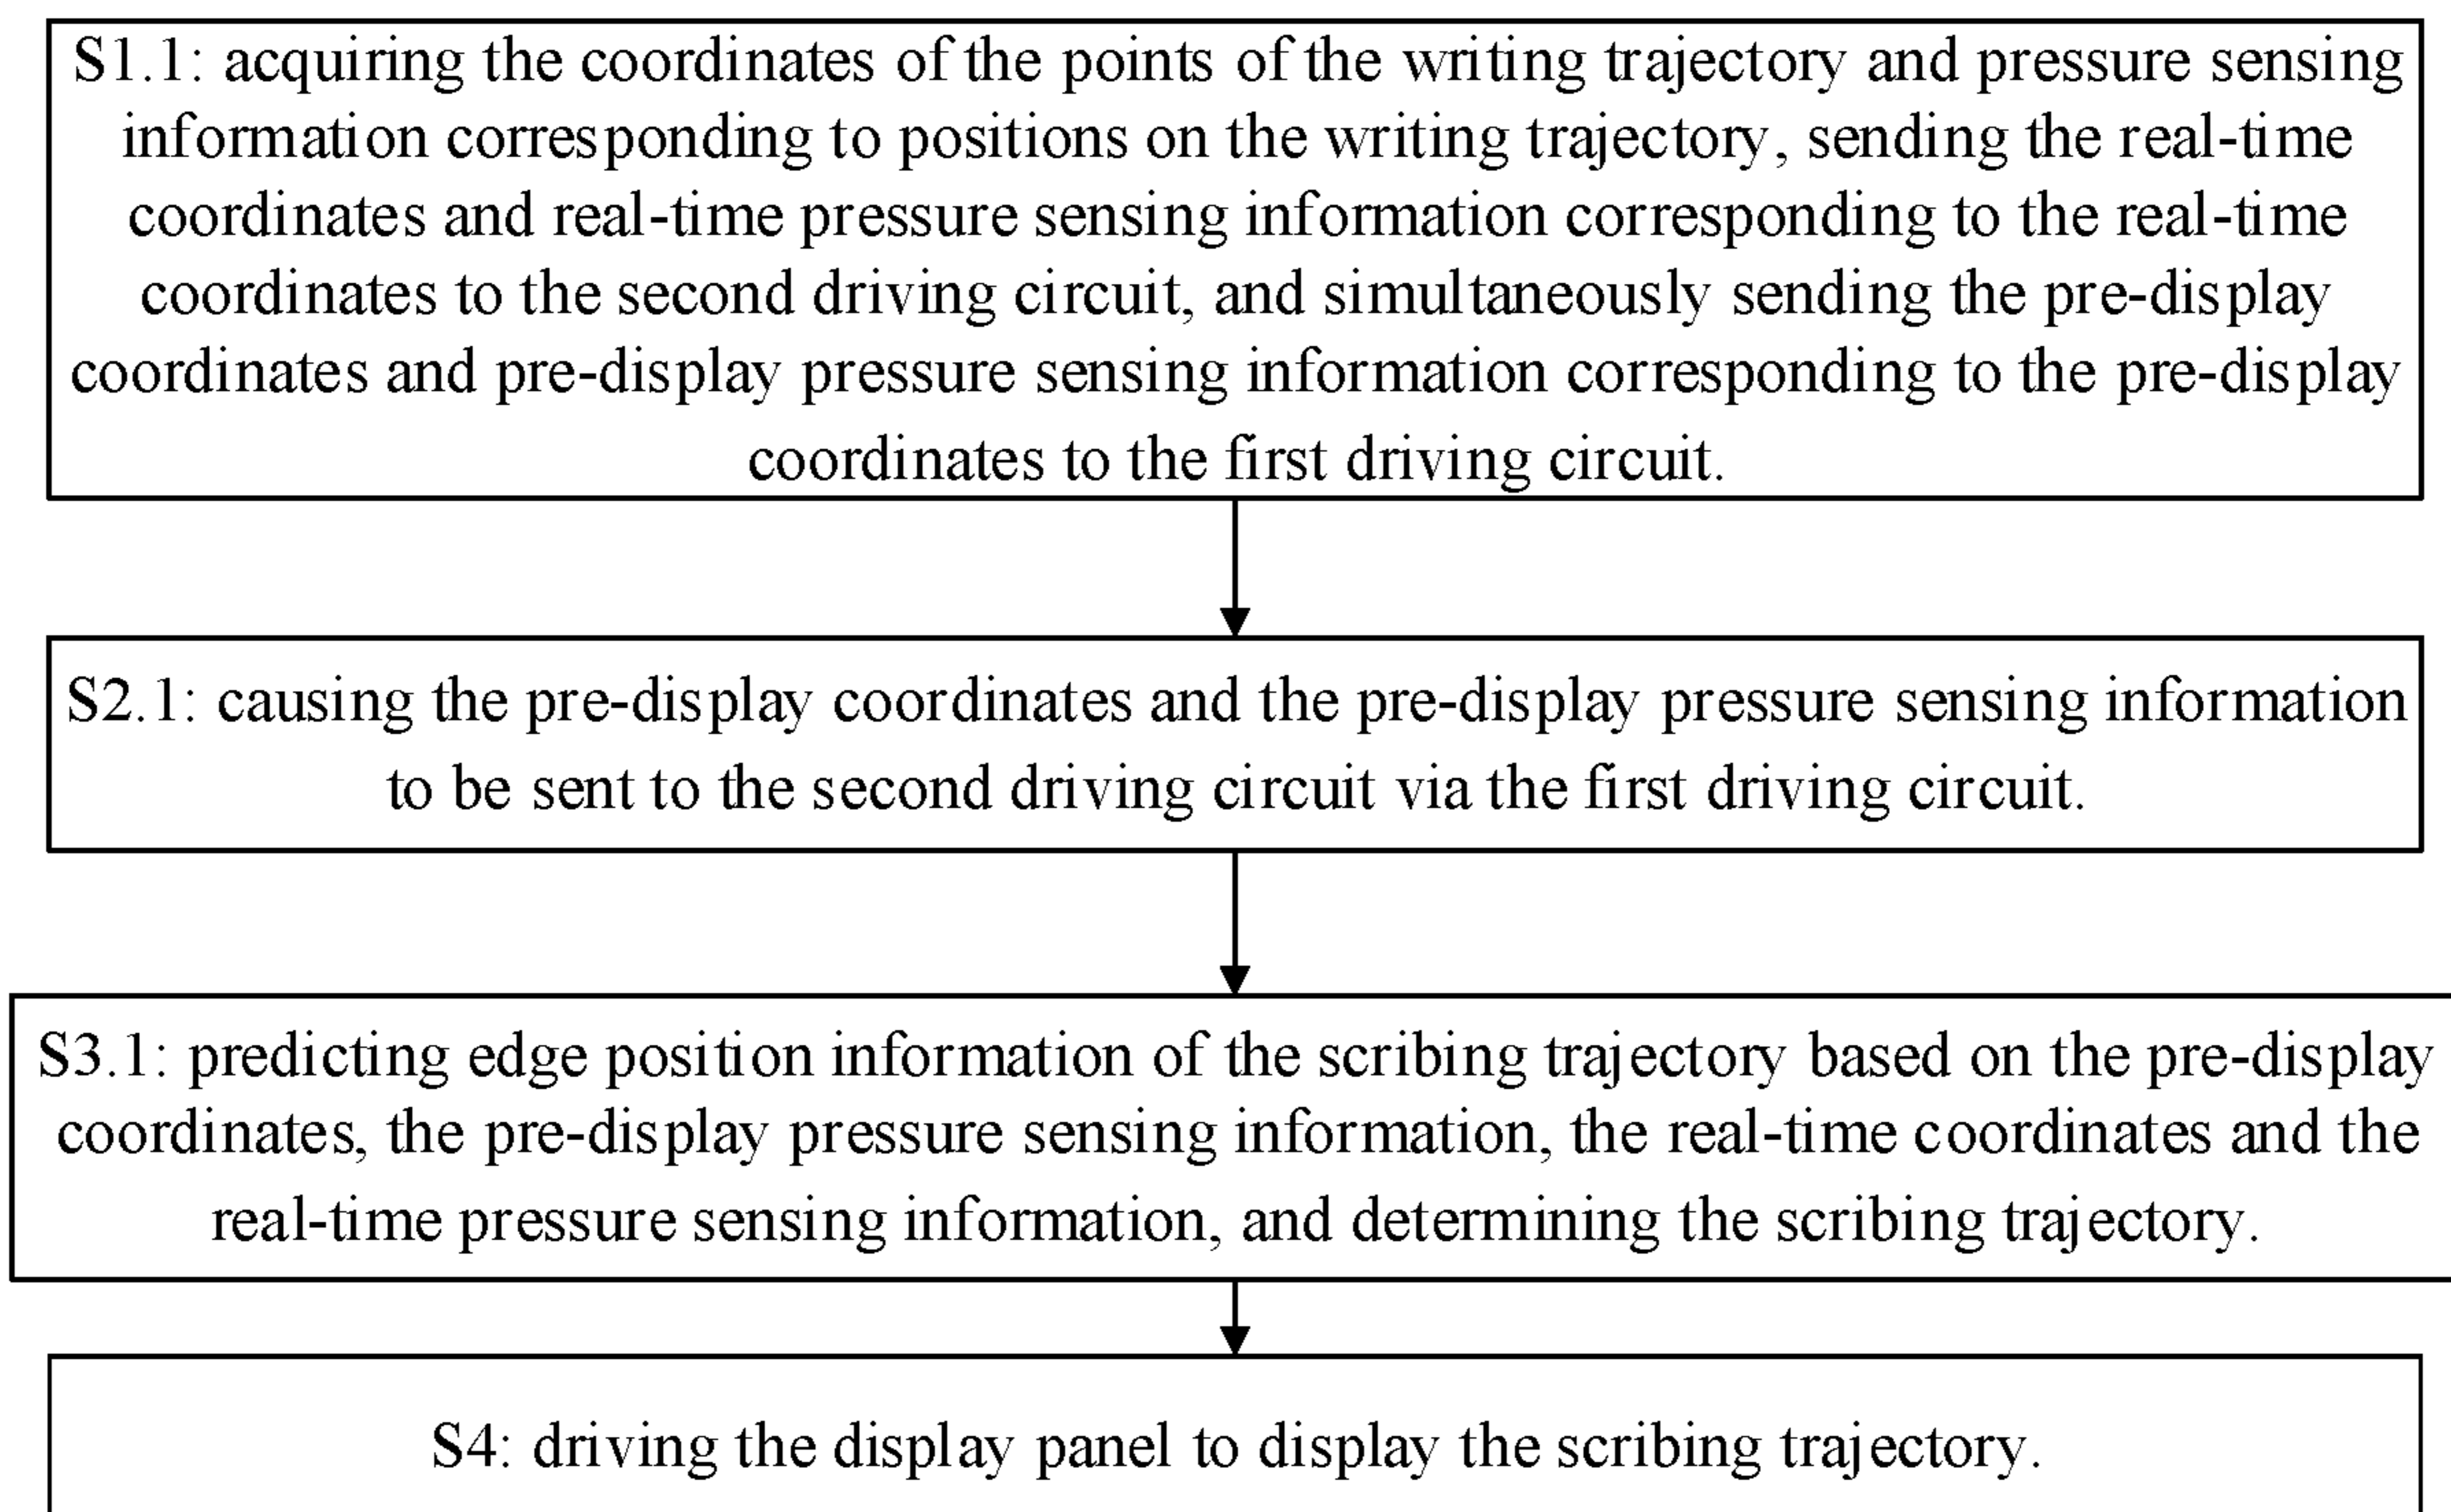 S1.1: acquiring the coordinates of the points of the writing trajectory and pressure sensing
information corresponding to positions on the writing trajectory, sending the real-time
coordinates and real-time pressure sensing information corresponding to the real-time
coordinates to the second driving circuit, and simultaneously sending the pre-display
coordinates and pre-display pressure sensing information corresponding to the pre-display
coordinates to the first driving circuit.
S2.1: causing the pre-display coordinates and the pre-display pressure sensing information
to be sent to the second driving circuit via the first driving circuit.
S3.1: predicting edge position information of the scribing trajectory based on the pre-display
coordinates, the pre-display pressure sensing information, the real-time coordinates and the
real-time pressure sensing information, and determining the scribing trajectory.
S4: driving the display panel to display the scribing trajectory.